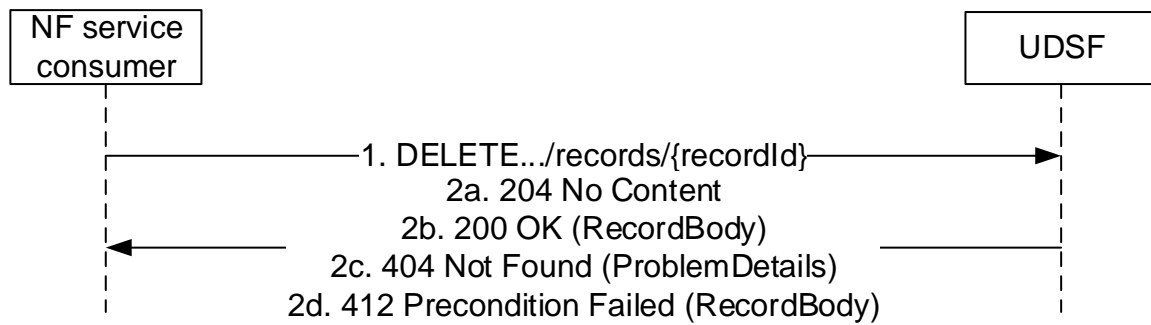 NF service
consumer
UDSF
1. DELETE.../records/{recordId}
2a. 204 No Content
2b. 200 OK (RecordBody)
2c. 404 Not Found (ProblemDetails)
2d. 412 Precondition Failed (RecordBody)